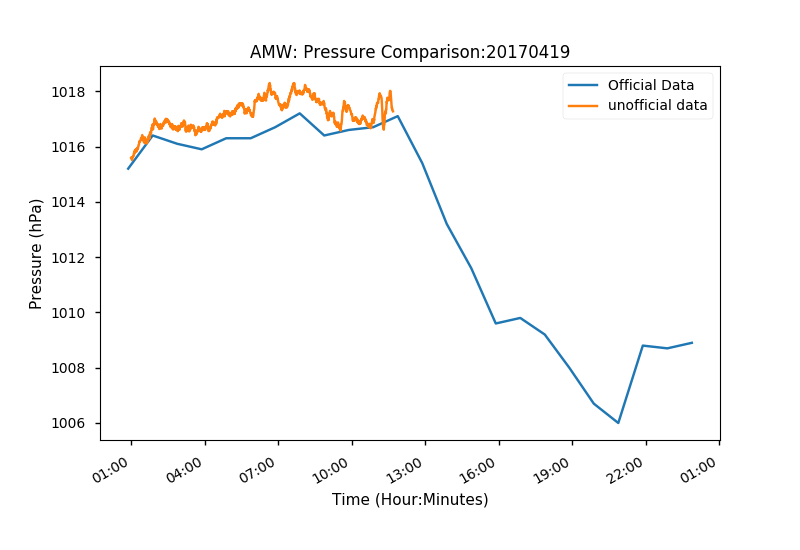 AMW: Pressure Comparison:20170419
Official Data
unofficial data
1018
1016
1014
1012
1010
1008
1006
Pressure (hPa)
01:00 04:00 07:00 10:00 13:00 16:00 19:00 22:00 01:00
Time (Hour:Minutes)